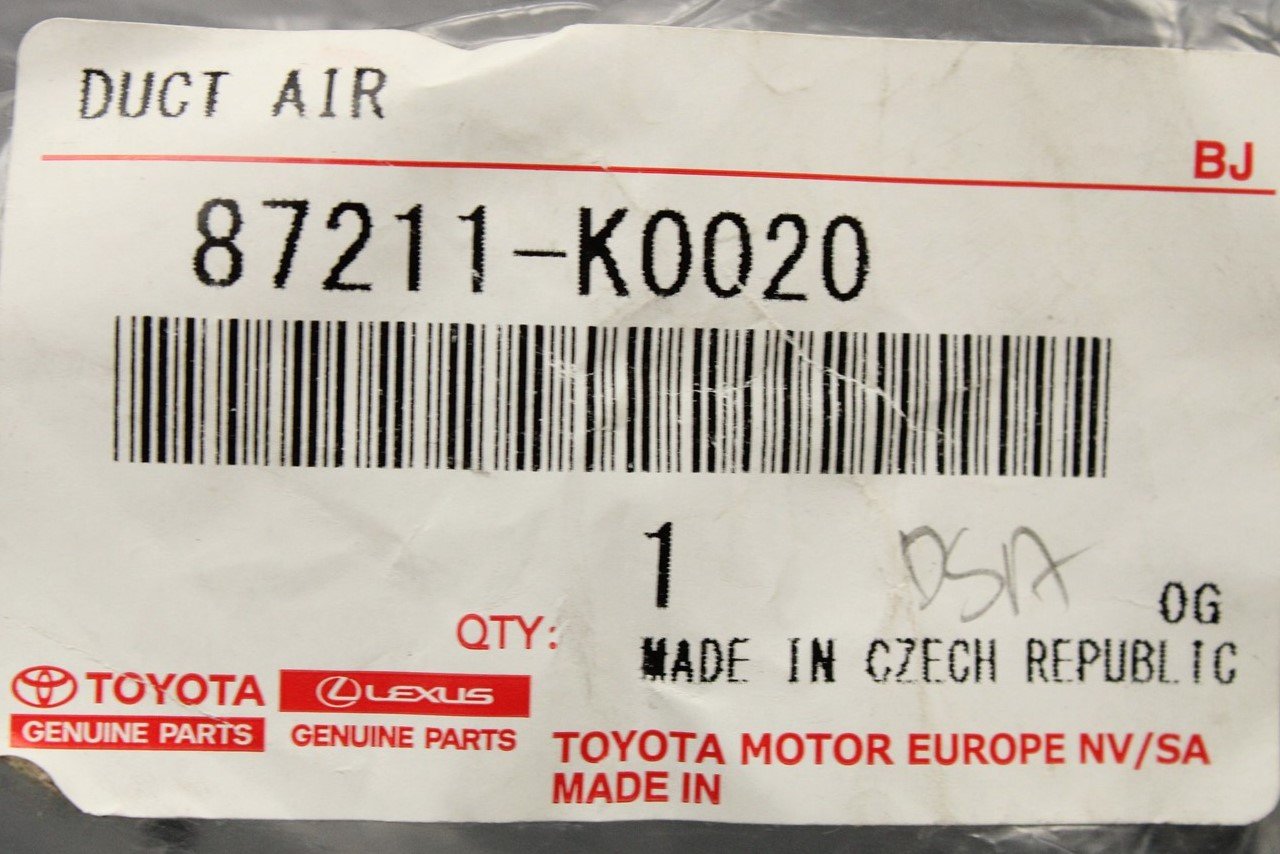 DUCT AIR
BJ
87211-K0020
1
OG
QTY:
MADE IN CZECH REPUBLIC
TOYOTA
LEXUS
GENUINE PARTS
GENUINE PARTS
TOYOTA MOTOR EUROPE NV/SA
MADE IN